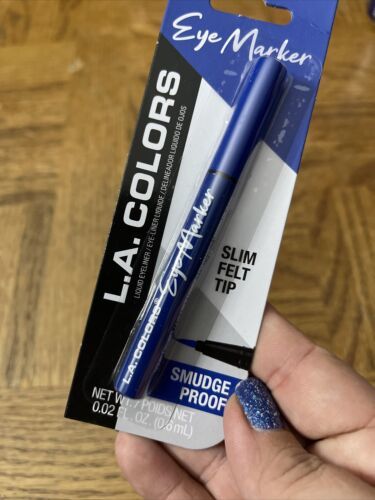 Eye Marker
L.A. COLORS
LIQUID EYELINER / EYE-LINER LIQUIDE / DELINEADOR LIQUIDO DE OJOS
L.A. COLORS® Eye Marker
SLIM
FELT
TIP
SMUDGE
PROOF
NET WT. / POIDS NET
0.02 FL. OZ. (0.6mL)